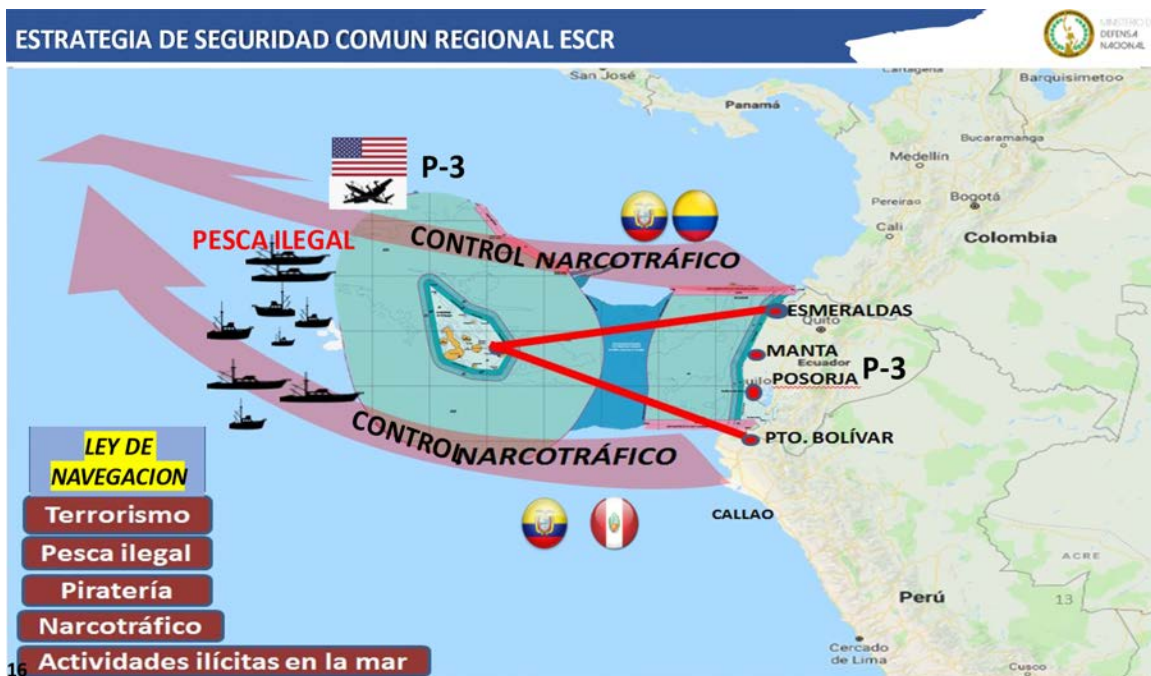 ESTRATEGIA DE SEGURIDAD COMUN REGIONAL ESCR
DEFENSA
NACIONAL
San José
Cartagena
Barquisimeto
Panamá
Bucaramanga
Medellín
P-3
Pereira
Bogotá
Cali
Colombia
PESCA ILEGAL
CONTROL NARCOTRÁFICO
ESMERALDAS
Quito
MANTA
Ecuador
POSORJA P-3
PTO. BOLÍVAR
CONTROL NARCOTRÁFICO
LEY DE
NAVEGACION
CALLAO
Terrorismo
Pesca ilegal
ACRE
Piratería
Perú
13
Narcotráfico
Cercado
de Lima
Actividades ilícitas en la mar
Cusco
16